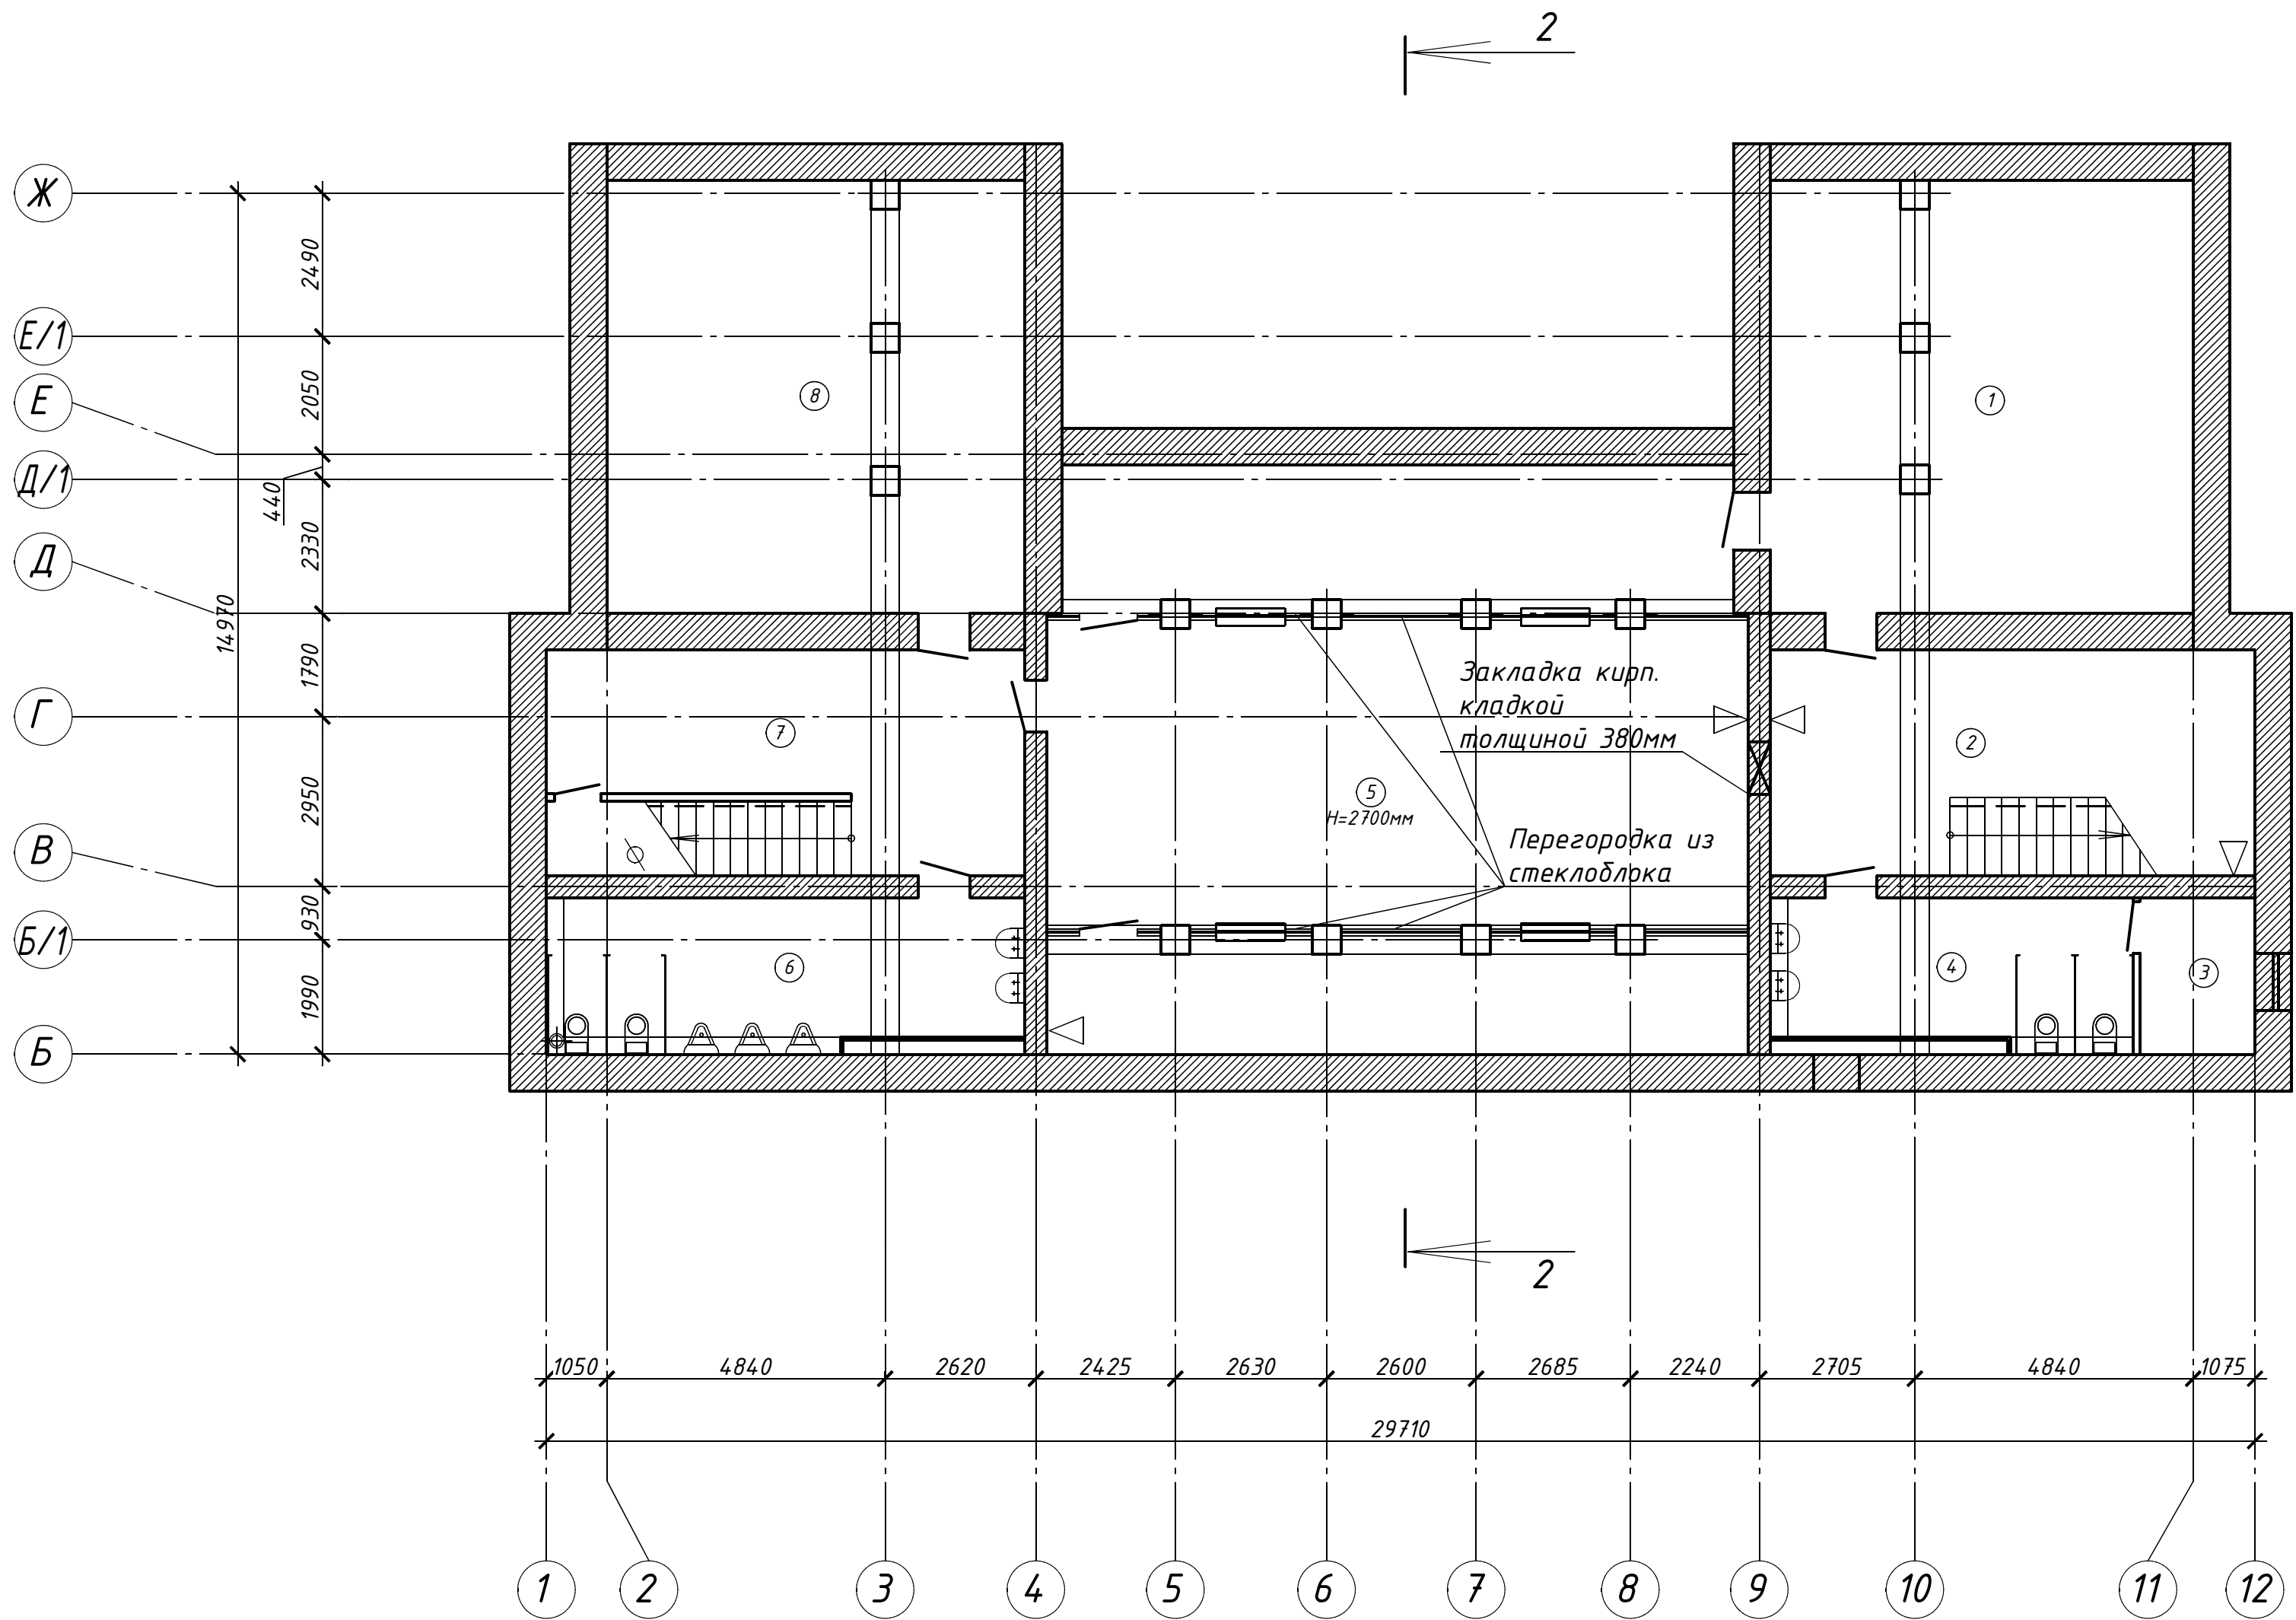 2
Ж
2490
Е/1
2050
8
1
Е
Д/1
440
2330
Д
14970
1790
Закладка кирп.
кладкой
толщиной 380мм
Г
7
2
2950
5
Н=2700мм
Перегородка из
стеклоблока
В
930
Б/1
6
4
3
1990
Б
2
1050 4840 2620 2425 2630 2600 2685 2240 2705 4840 1075
29710
1 2 3 4 5 6 7 8 9 10 11 12